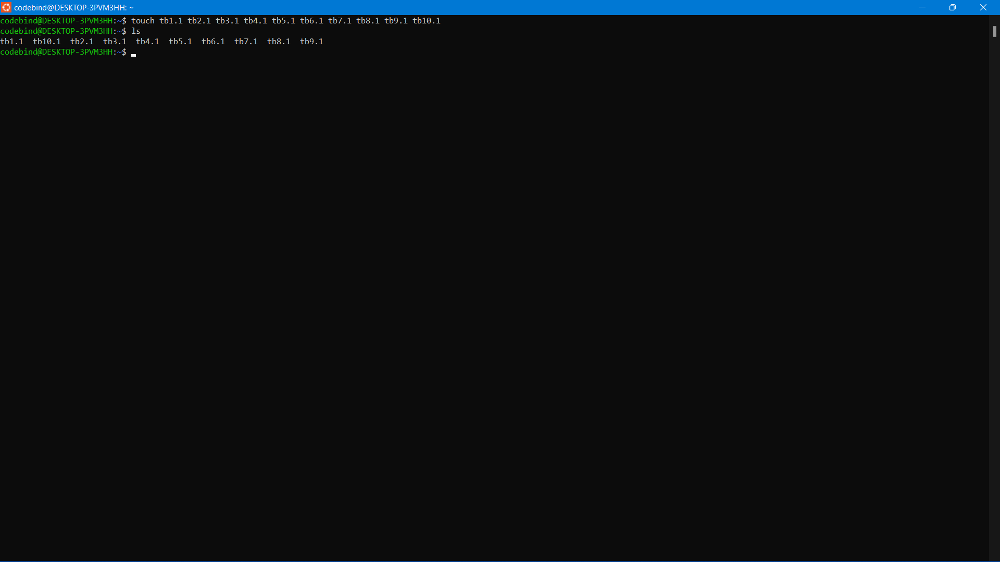 codebind@DESKTOP-3PVM3HH: ~
codebind@DESKTOP-3PVM3HH:~$ touch tb1.1 tb2.1 tb3.1 tb4.1 tb5.1 tb6.1 tb7.1 tb8.1 tb9.1 tb10.1
codebind@DESKTOP-3PVM3HH:~$ ls
tb1.1  tb10.1  tb2.1  tb3.1  tb4.1  tb5.1  tb6.1  tb7.1  tb8.1  tb9.1
codebind@DESKTOP-3PVM3HH:~$